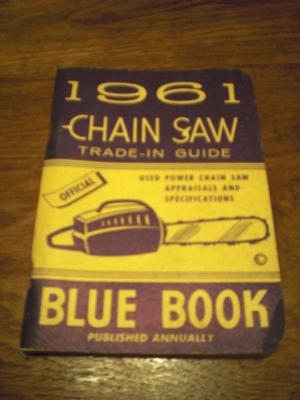 1961
CHAIN SAW
TRADE-IN GUIDE
OFFICIAL
USED POWER CHAIN SAW
APPRAISALS AND
SPECIFICATIONS
©
BLUE BOOK
PUBLISHED ANNUALLY